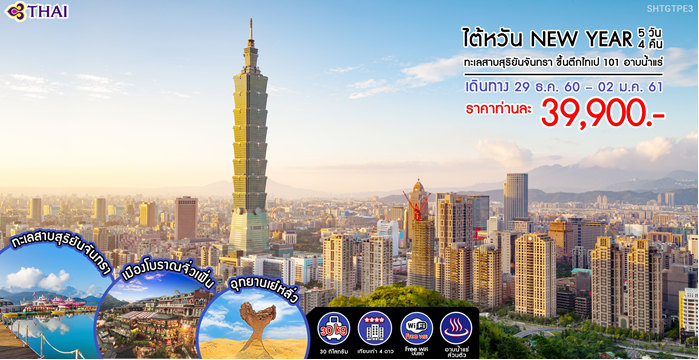 THAI
SHTGTPE3
ไต้หวัน NEW YEAR 5 วัน 4 คืน
ทะเลสาบสุริยันจันทรา ขึ้นตึกไทเป 101 อาบน้ำแร่
เดินทาง 29 ธ.ค. 60 – 02 ม.ค. 61
ราคาท่านละ 39,900.-
ทะเลสาบสุริยันจันทรา
เมืองโบราณจิ่วเฟิ่น
อุทยานเย่หลิ่ว
30 KG
30 กิโลกรัม
เทียบเท่า 4 ดาว
WiFi
Free WiFi
บนรถ
อาบน้ำแร่
ส่วนตัว